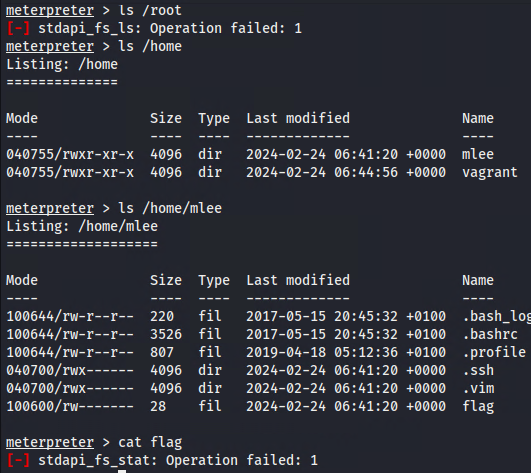 meterpreter > ls /root
[-] stdapi_fs_ls: Operation failed: 1
meterpreter > ls /home
Listing: /home
==============
Mode Size Type Last modified Name
---- ---- ---- ------------- ----
040755/rwxr-xr-x 4096 dir 2024-02-24 06:41:20 +0000 mlee
040755/rwxr-xr-x 4096 dir 2024-02-24 06:44:56 +0000 vagrant
meterpreter > ls /home/mlee
Listing: /home/mlee
===================
Mode Size Type Last modified Name
---- ---- ---- ------------- ----
100644/rw-r--r-- 220 fil 2017-05-15 20:45:32 +0100 .bash_log
100644/rw-r--r-- 3526 fil 2017-05-15 20:45:32 +0100 .bashrc
100644/rw-r--r-- 807 fil 2019-04-18 05:12:36 +0100 .profile
040700/rwx------ 4096 dir 2024-02-24 06:41:20 +0000 .ssh
040700/rwx------ 4096 dir 2024-02-24 06:41:20 +0000 .vim
100600/rw------- 28 fil 2024-02-24 06:41:20 +0000 flag
meterpreter > cat flag
[-] stdapi_fs_stat: Operation failed: 1